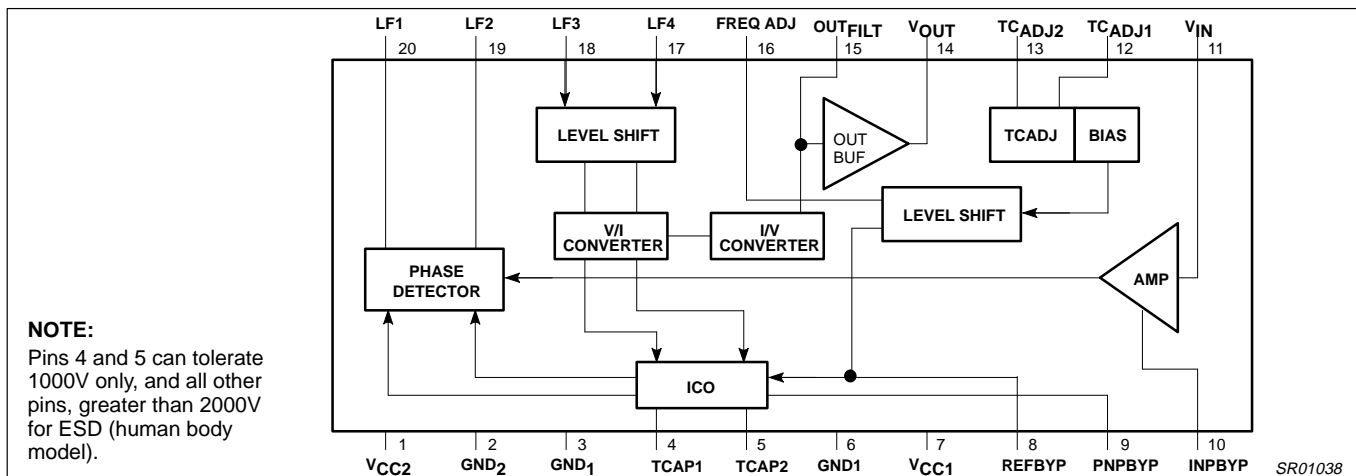 LF1 LF2 LF3 LF4 FREQ ADJ OUTFILT VOUT TCADJ2 TCADJ1 VIN
20 19 18 17 16 15 14 13 12 11
LEVEL SHIFT
OUT
BUF
TCADJ BIAS
LEVEL SHIFT
V/I
CONVERTER
I/V
CONVERTER
PHASE
DETECTOR
AMP
ICO
NOTE:
Pins 4 and 5 can tolerate
1000V only, and all other
pins, greater than 2000V
for ESD (human body
model).
1 2 3 4 5 6 7 8 9 10
VCC2 GND2 GND1 TCAP1 TCAP2 GND1 VCC1 REFBYP PNPBYP INPBYP
SR01038